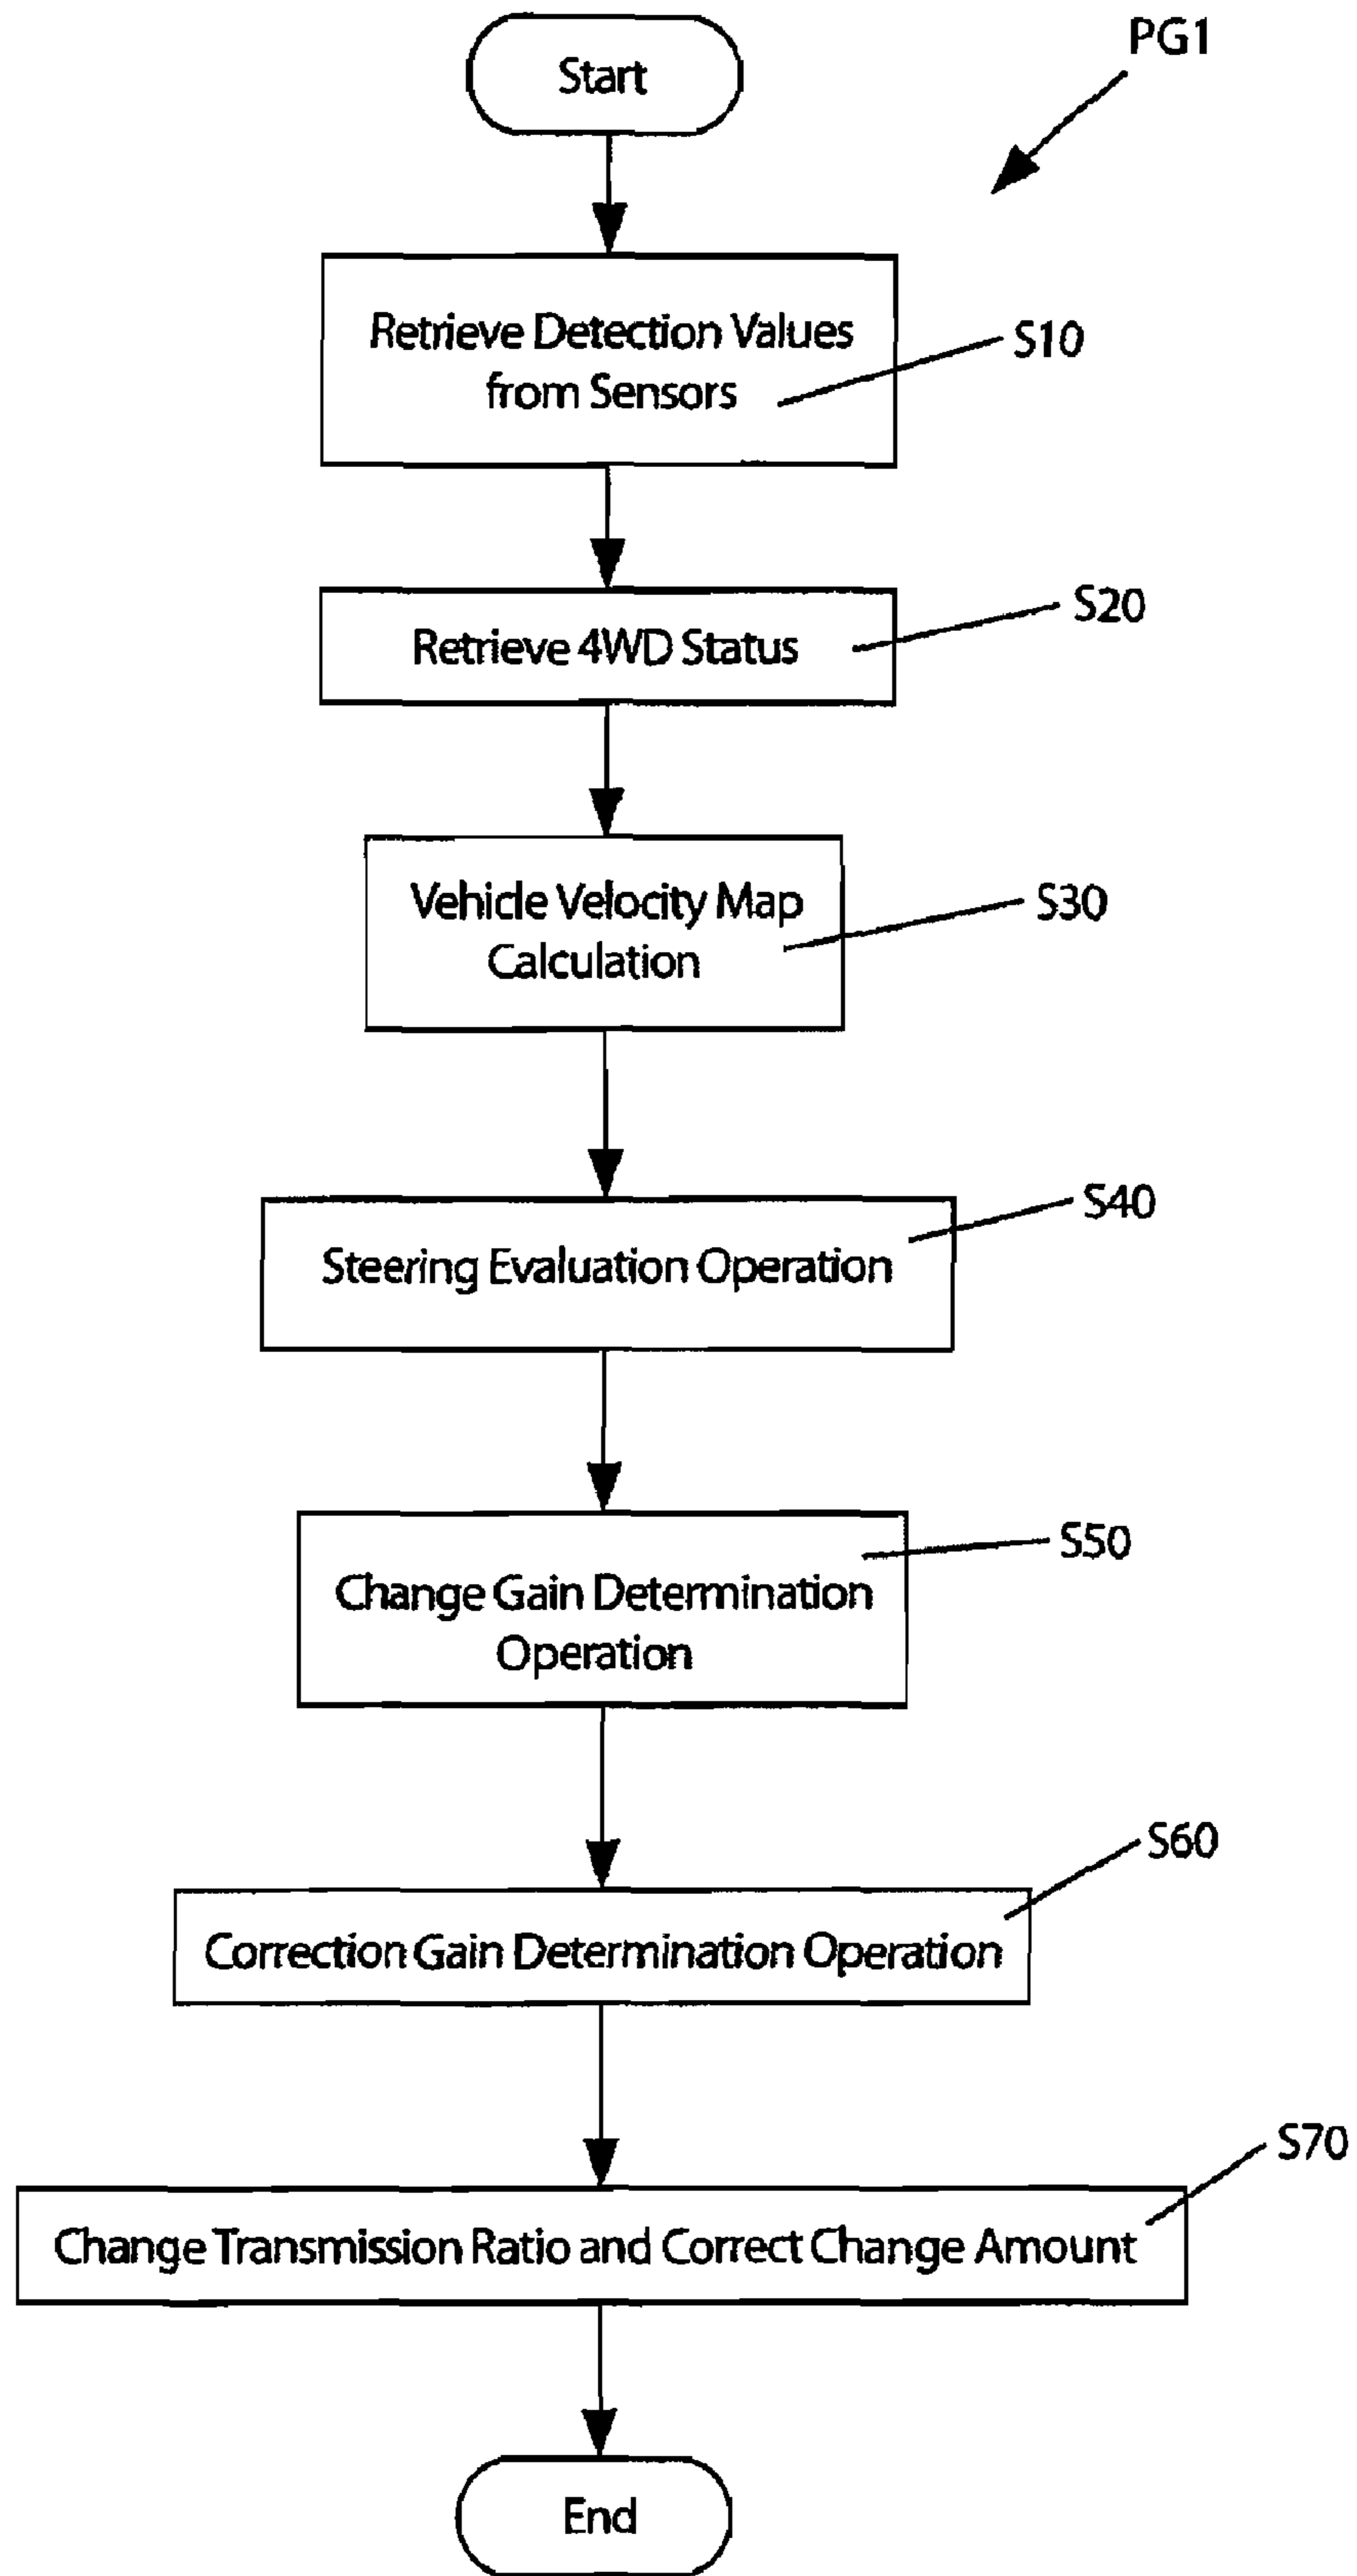 Start
PG1
Retrieve Detection Values
from Sensors
S10
Retrieve 4WD Status
S20
Vehicle Velocity Map
Calculation
S30
Steering Evaluation Operation
S40
Change Gain Determination
Operation
S50
Correction Gain Determination Operation
S60
Change Transmission Ratio and Correct Change Amount
S70
End